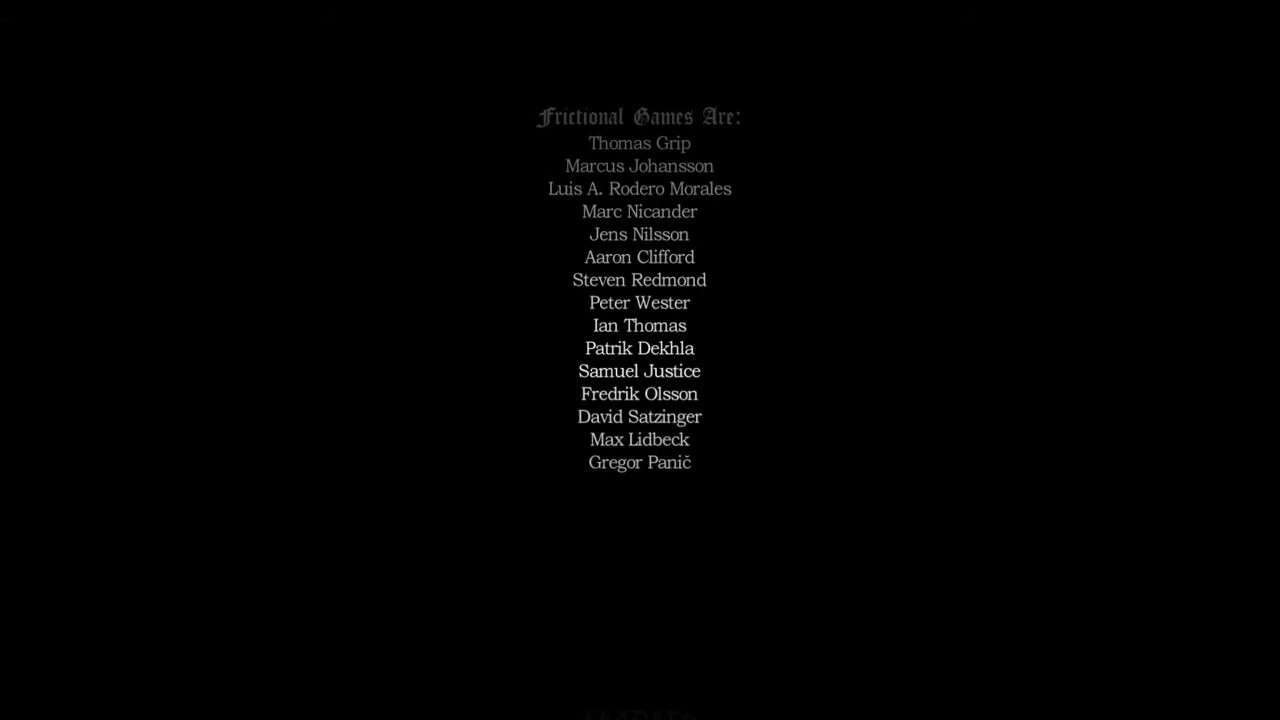 Frictional Games Are:
Thomas Grip
Marcus Johansson
Luis A. Rodero Morales
Marc Nicander
Jens Nilsson
Aaron Clifford
Steven Redmond
Peter Wester
Ian Thomas
Patrik Dekhla
Samuel Justice
Fredrik Olsson
David Satzinger
Max Lidbeck
Gregor Panič